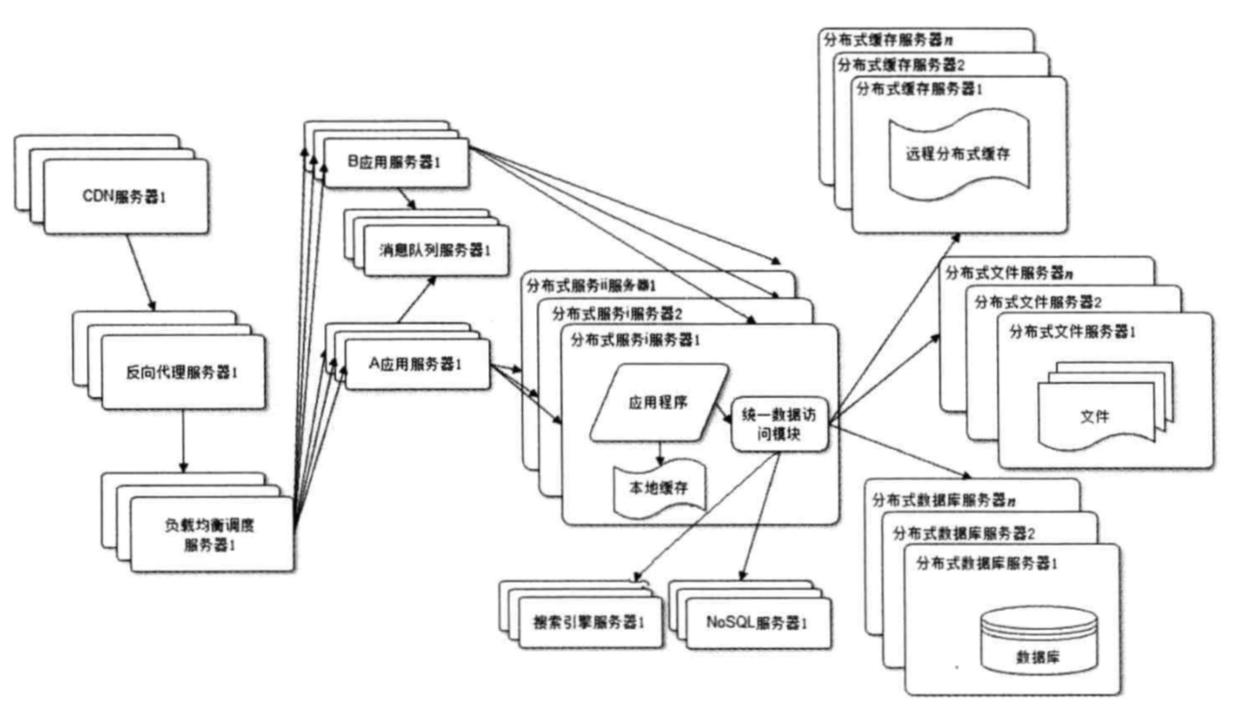 CDN服务器1
反向代理服务器1
负载均衡调度
服务器1
B应用服务器1
消息队列服务器1
A应用服务器1
分布式服务ii服务器1
分布式服务i服务器2
分布式服务i服务器1
应用程序
统一数据访
问模块
本地缓存
搜索引擎服务器1
NoSQL服务器1
分布式缓存服务器n
分布式缓存服务器2
分布式缓存服务器1
远程分布式缓存
分布式文件服务器n
分布式文件服务器2
分布式文件服务器1
文件
分布式数据库服务器n
分布式数据库服务器2
分布式数据库服务器1
数据库